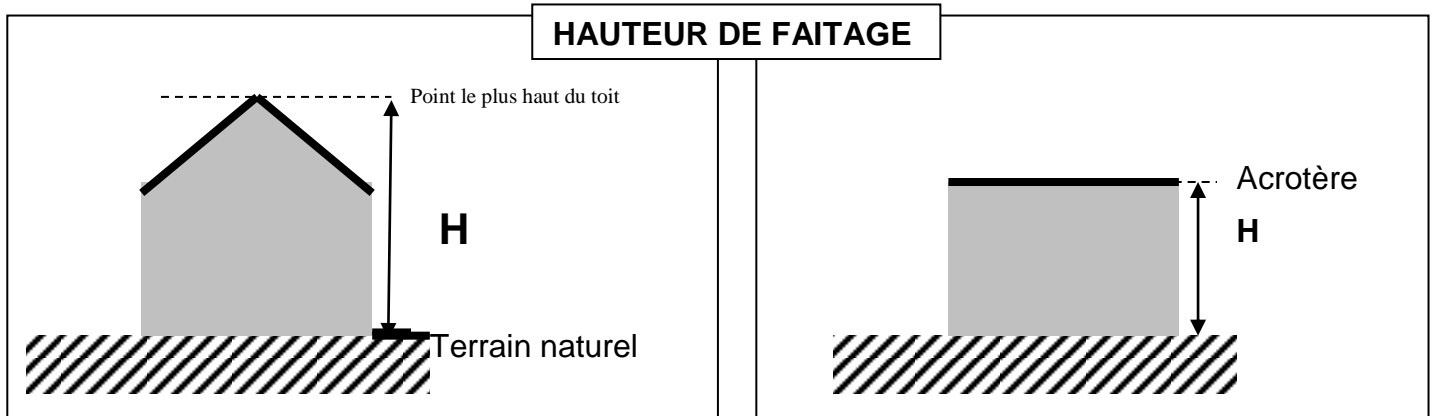 HAUTEUR DE FAITAGE
Point le plus haut du toit
H
Terrain naturel
Acrotère
H